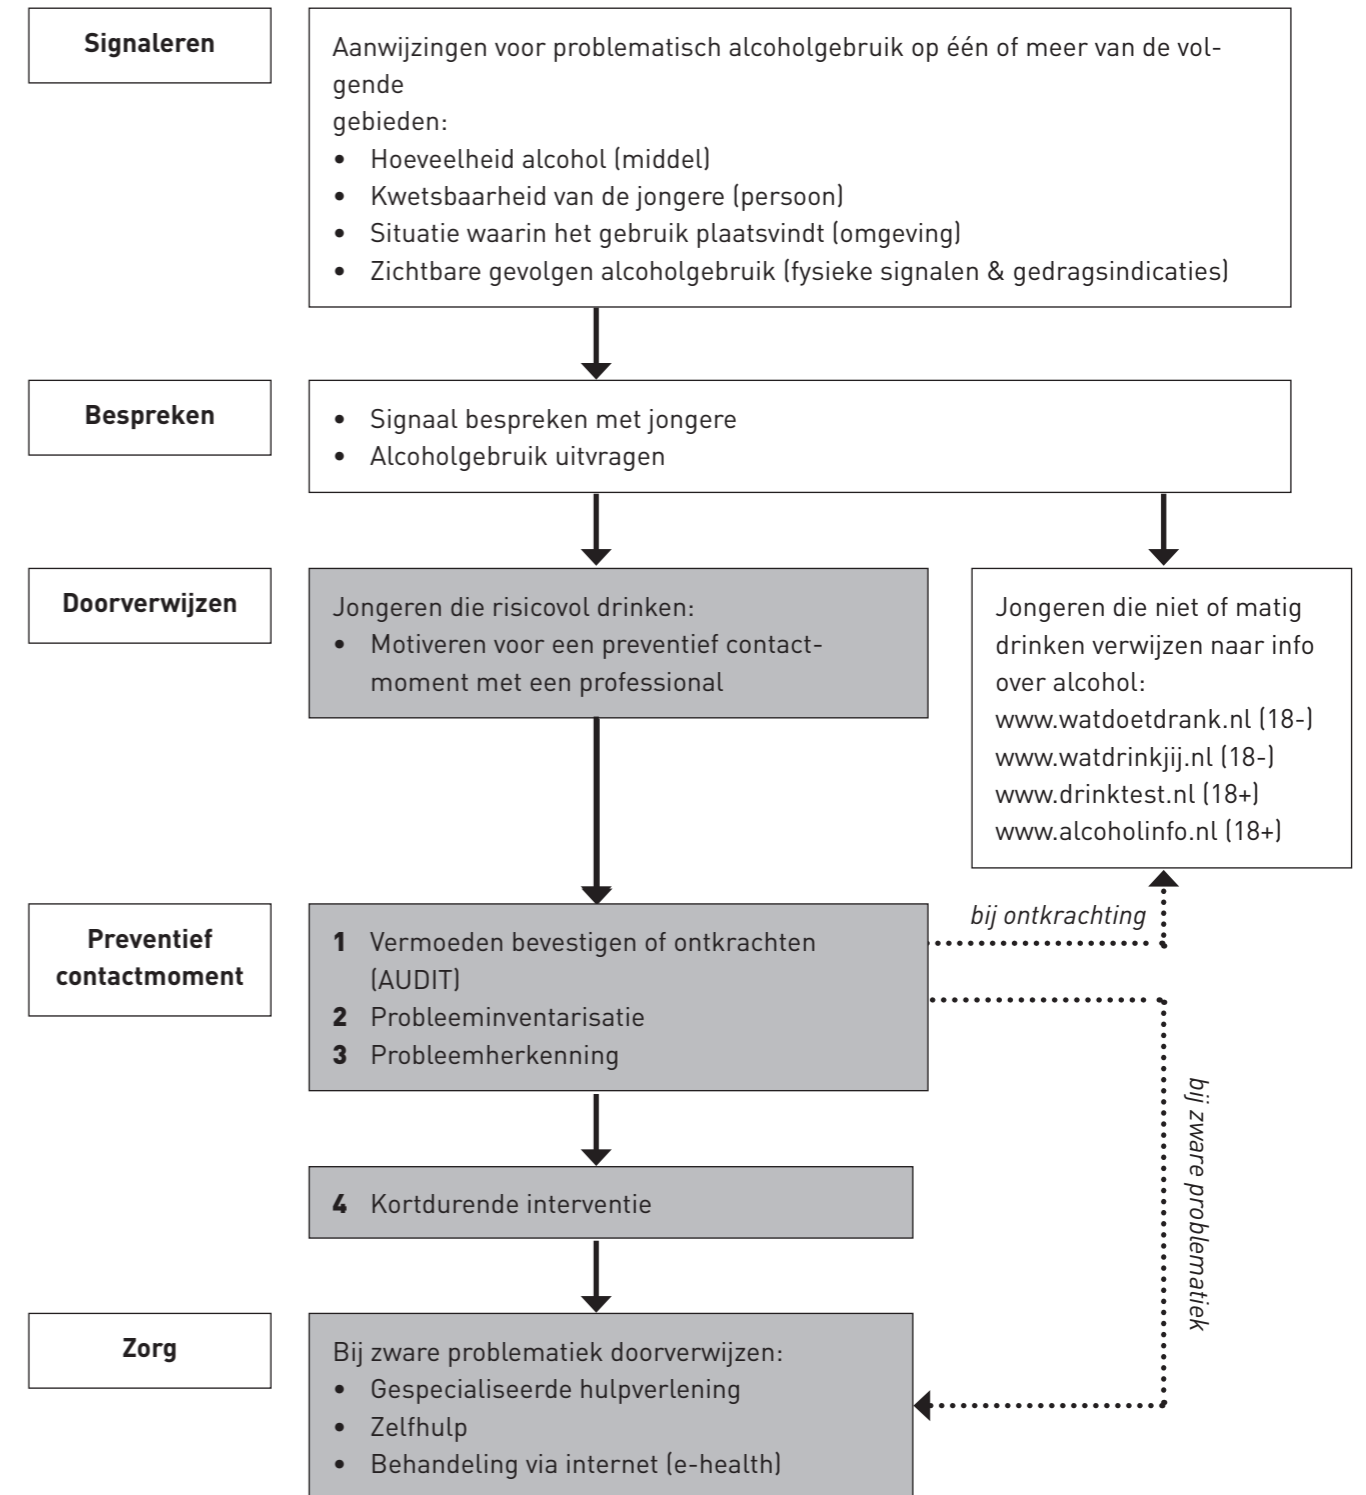 Signaleren
Aanwijzingen voor problematisch alcoholgebruik op één of meer van de vol-
gende
gebieden:
• Hoeveelheid alcohol (middel)
• Kwetsbaarheid van de jongere (persoon)
• Situatie waarin het gebruik plaatsvindt (omgeving)
• Zichtbare gevolgen alcoholgebruik (fysieke signalen & gedragsindicaties)
Bespreken
• Signaal bespreken met jongere
• Alcoholgebruik uitvragen
Doorverwijzen
Jongeren die risicovol drinken:
• Motiveren voor een preventief contact-
moment met een professional
Jongeren die niet of matig
drinken verwijzen naar info
over alcohol:
www.watdoetdrank.nl (18-)
www.watdrinkjij.nl (18-)
www.drinktest.nl (18+)
www.alcoholinfo.nl (18+)
Preventief
contactmoment
1 Vermoeden bevestigen of ontkrachten
(AUDIT)
2 Probleeminventarisatie
3 Probleemherkenning
bij ontkrachting
bij zware problematiek
4 Kortdurende interventie
Zorg
Bij zware problematiek doorverwijzen:
• Gespecialiseerde hulpverlening
• Zelfhulp
• Behandeling via internet (e-health)